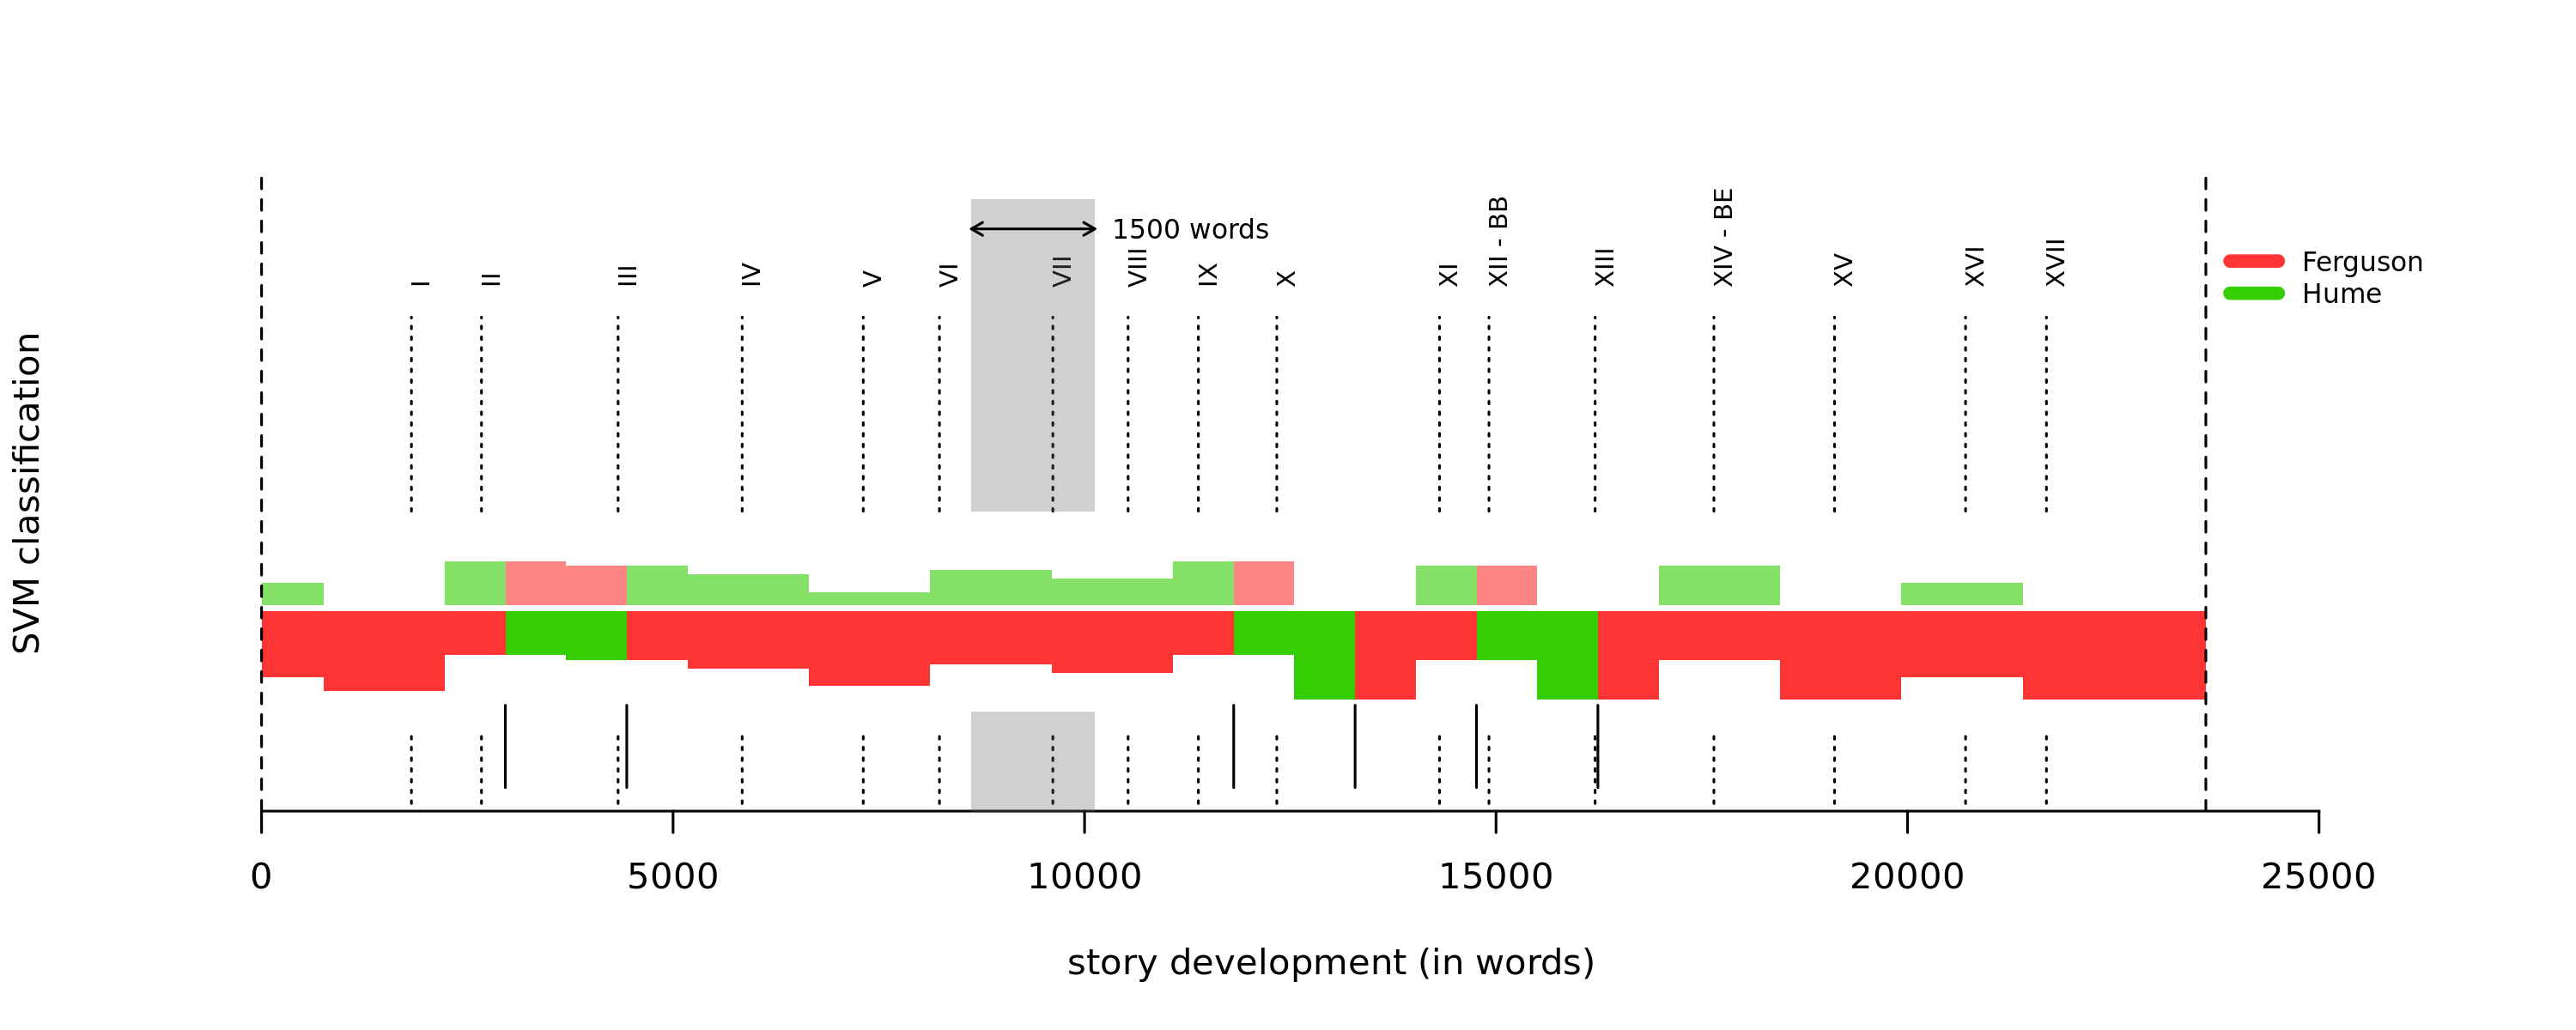 1500 words
I
II
III
IV
V
VI
VII
VIII
IX
X
XI
XII - BB
XIII
XIV - BE
XV
XVI
XVII
Ferguson
Hume
SVM classification
0
5000
10000
15000
20000
25000
story development (in words)